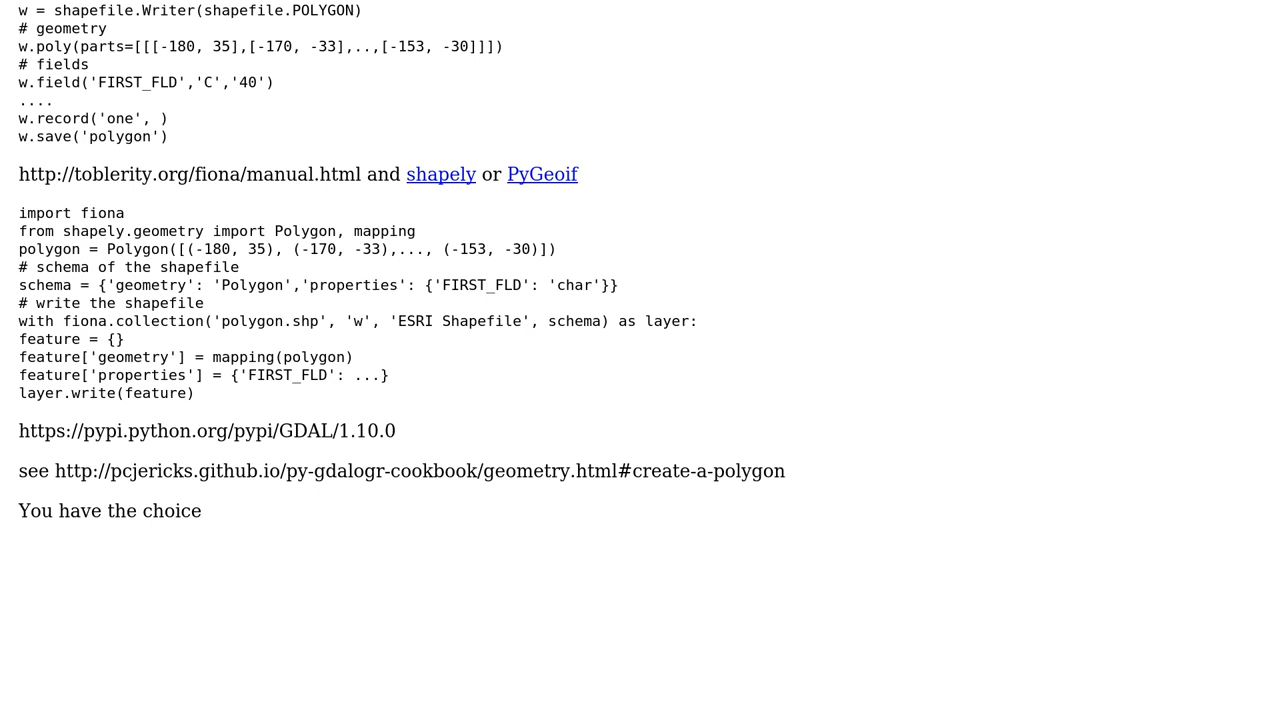 w = shapefile.Writer(shapefile.POLYGON)
# geometry
w.poly(parts=[[[-180, 35],[-170, -33],..,[-153, -30]]])
# fields
w.field('FIRST_FLD','C','40')
....
w.record('one', )
w.save('polygon')
http://toblerity.org/fiona/manual.html and shapely or PyGeoif
import fiona
from shapely.geometry import Polygon, mapping
polygon = Polygon([(-180, 35), (-170, -33),..., (-153, -30)])
# schema of the shapefile
schema = {'geometry': 'Polygon','properties': {'FIRST_FLD': 'char'}}
# write the shapefile
with fiona.collection('polygon.shp', 'w', 'ESRI Shapefile', schema) as layer:
feature = {}
feature['geometry'] = mapping(polygon)
feature['properties'] = {'FIRST_FLD': ...}
layer.write(feature)
https://pypi.python.org/pypi/GDAL/1.10.0
see http://pcjericks.github.io/py-gdalogr-cookbook/geometry.html#create-a-polygon
You have the choice